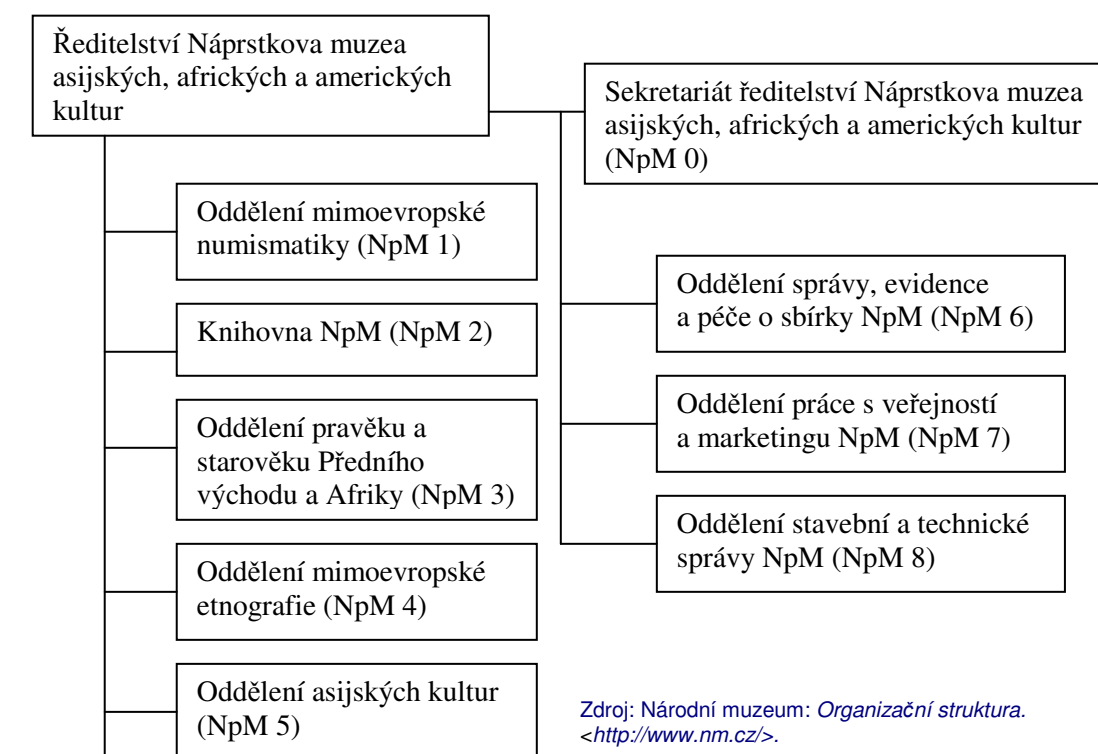 Ředitelství Náprstkova muzea
asijských, afrických a amerických
kultur
Sekretariát ředitelství Náprstkova muzea
asijských, afrických a amerických kultur
(NpM 0)
Oddělení mimoevropské
numismatiky (NpM 1)
Knihovna NpM (NpM 2)
Oddělení pravěku a
starověku Předního
východu a Afriky (NpM 3)
Oddělení mimoevropské
etnografie (NpM 4)
Oddělení asijských kultur
(NpM 5)
Oddělení správy, evidence
a péče o sbírky NpM (NpM 6)
Oddělení práce s veřejností
a marketingu NpM (NpM 7)
Oddělení stavební a technické
správy NpM (NpM 8)
Zdroj: Národní muzeum: Organizační struktura.
<http://www.nm.cz/>.